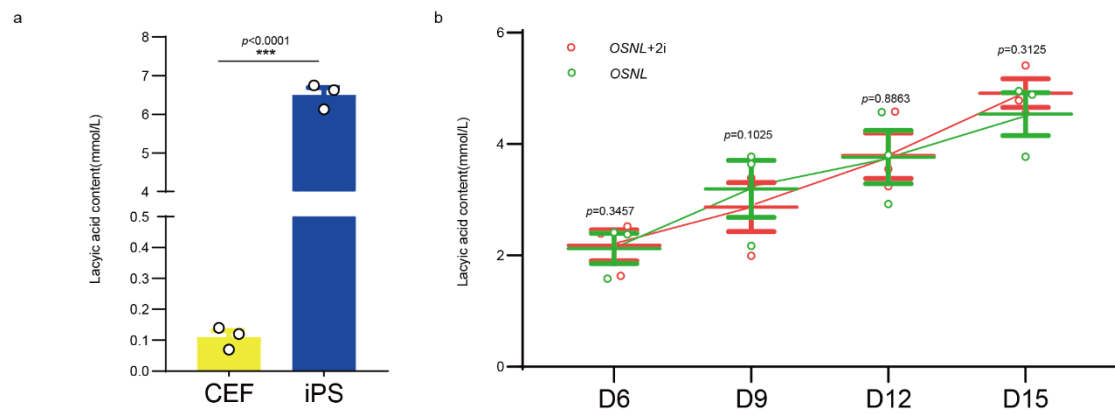 a
p<0.0001
***
Lacyic acid content(mmol/L)
8
7
6
5
4
0.5
0.4
0.3
0.2
0.1
0.0
CEF
iPS
b
Lacyic acid content(mmol/L)
6
4
2
0
OSNL+2i
OSNL
p=0.3457
p=0.1025
p=0.8863
p=0.3125
D6
D9
D12
D15